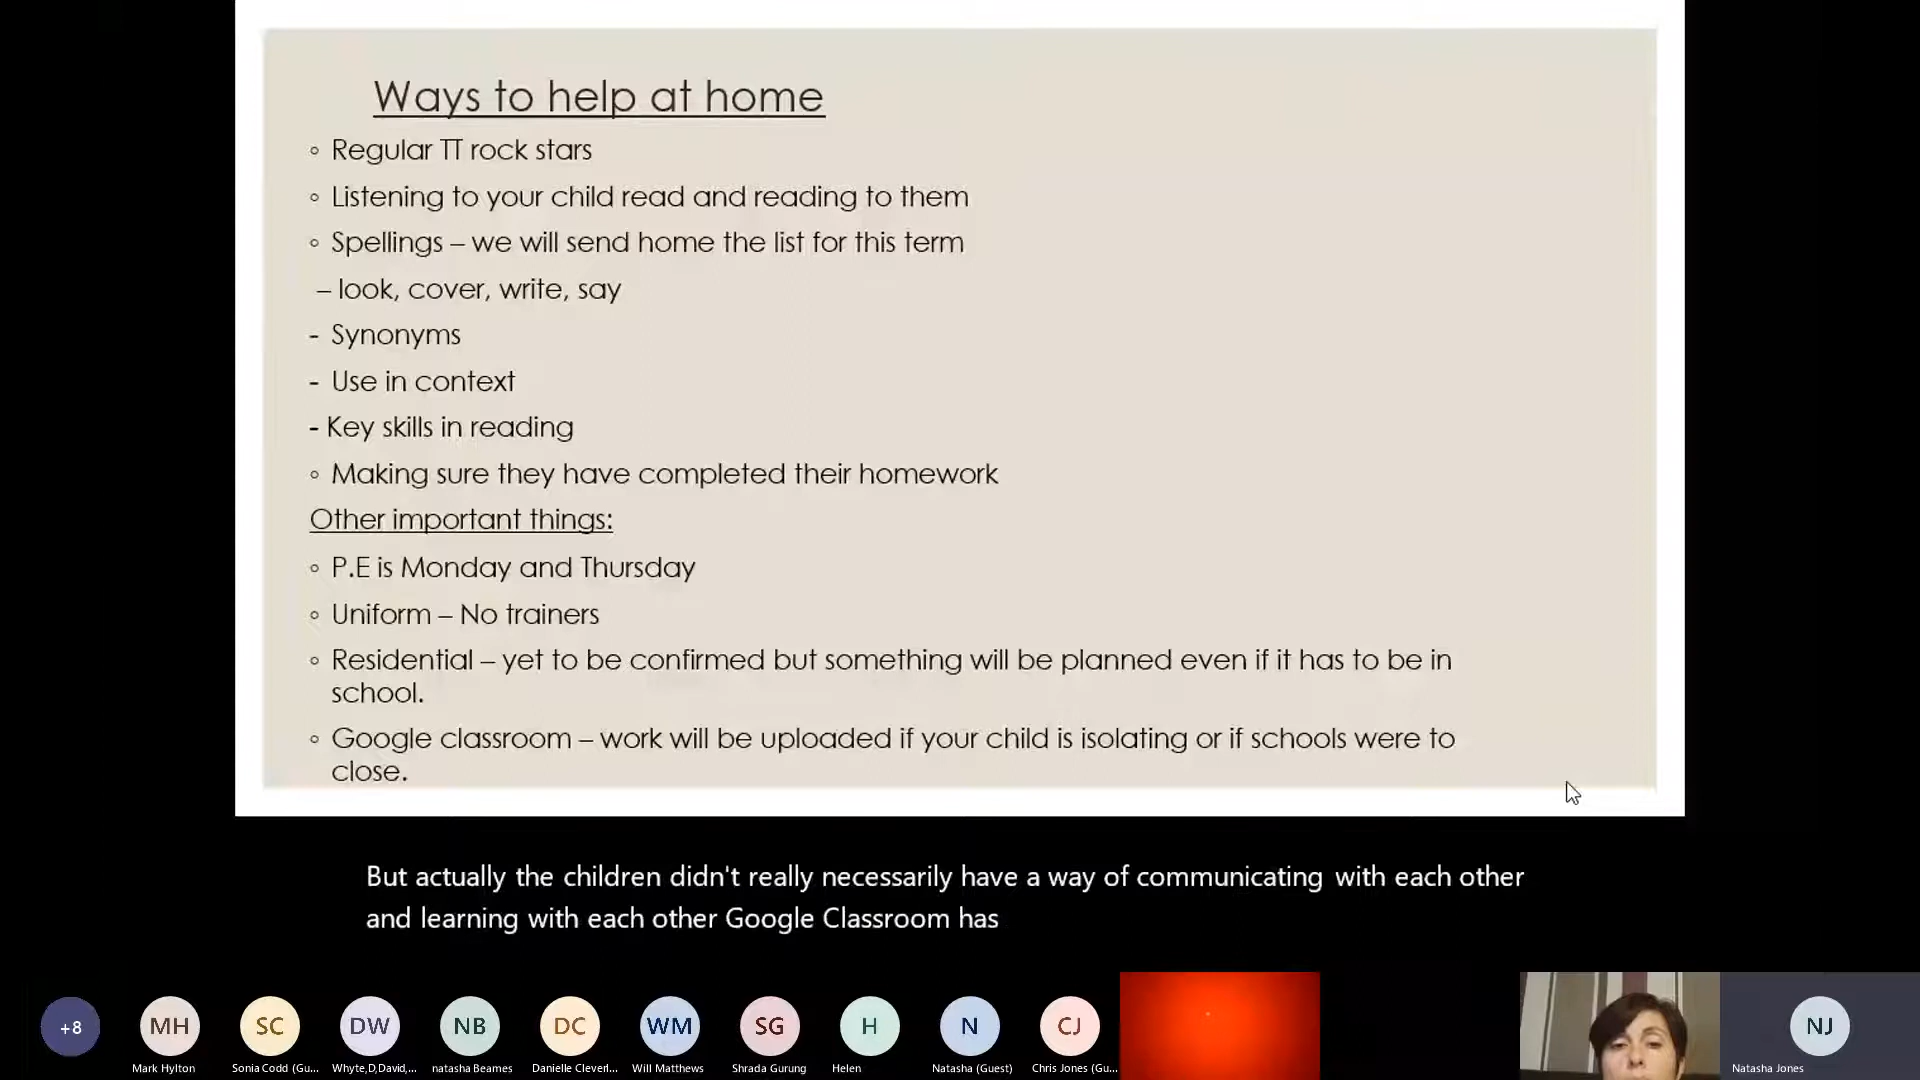 Ways to help at home
◦ Regular TT rock stars
◦ Listening to your child read and reading to them
◦ Spellings – we will send home the list for this term
– look, cover, write, say
- Synonyms
- Use in context
- Key skills in reading
◦ Making sure they have completed their homework
Other important things:
◦ P.E is Monday and Thursday
◦ Uniform – No trainers
◦ Residential – yet to be confirmed but something will be planned even if it has to be in
school.
◦ Google classroom – work will be uploaded if your child is isolating or if schools were to
close.
But actually the children didn't really necessarily have a way of communicating with each other
and learning with each other Google Classroom has
+8 MH SC DW NB DC WM SG H N CJ NJ
Mark Hylton Sonia Codd (Gu... Whyte,D,David,... natasha Beames Danielle Cleverl... Will Matthews Shrada Gurung Helen Natasha (Guest) Chris Jones (Gu... Natasha Jones